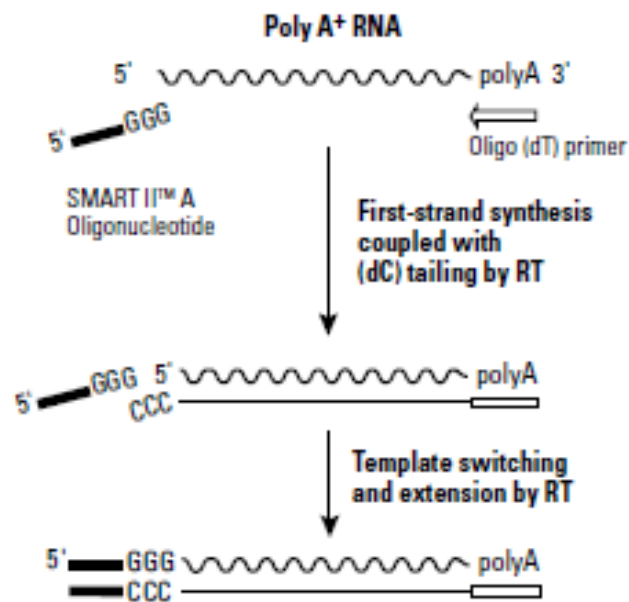 Poly A+ RNA
5' polyA 3'
5' GGG
Oligo (dT) primer
SMART II™ A
Oligonucleotide
First-strand synthesis
coupled with
(dC) tailing by RT
5' GGG 5' polyA
CCC
Template switching
and extension by RT
5' GGG polyA
CCC